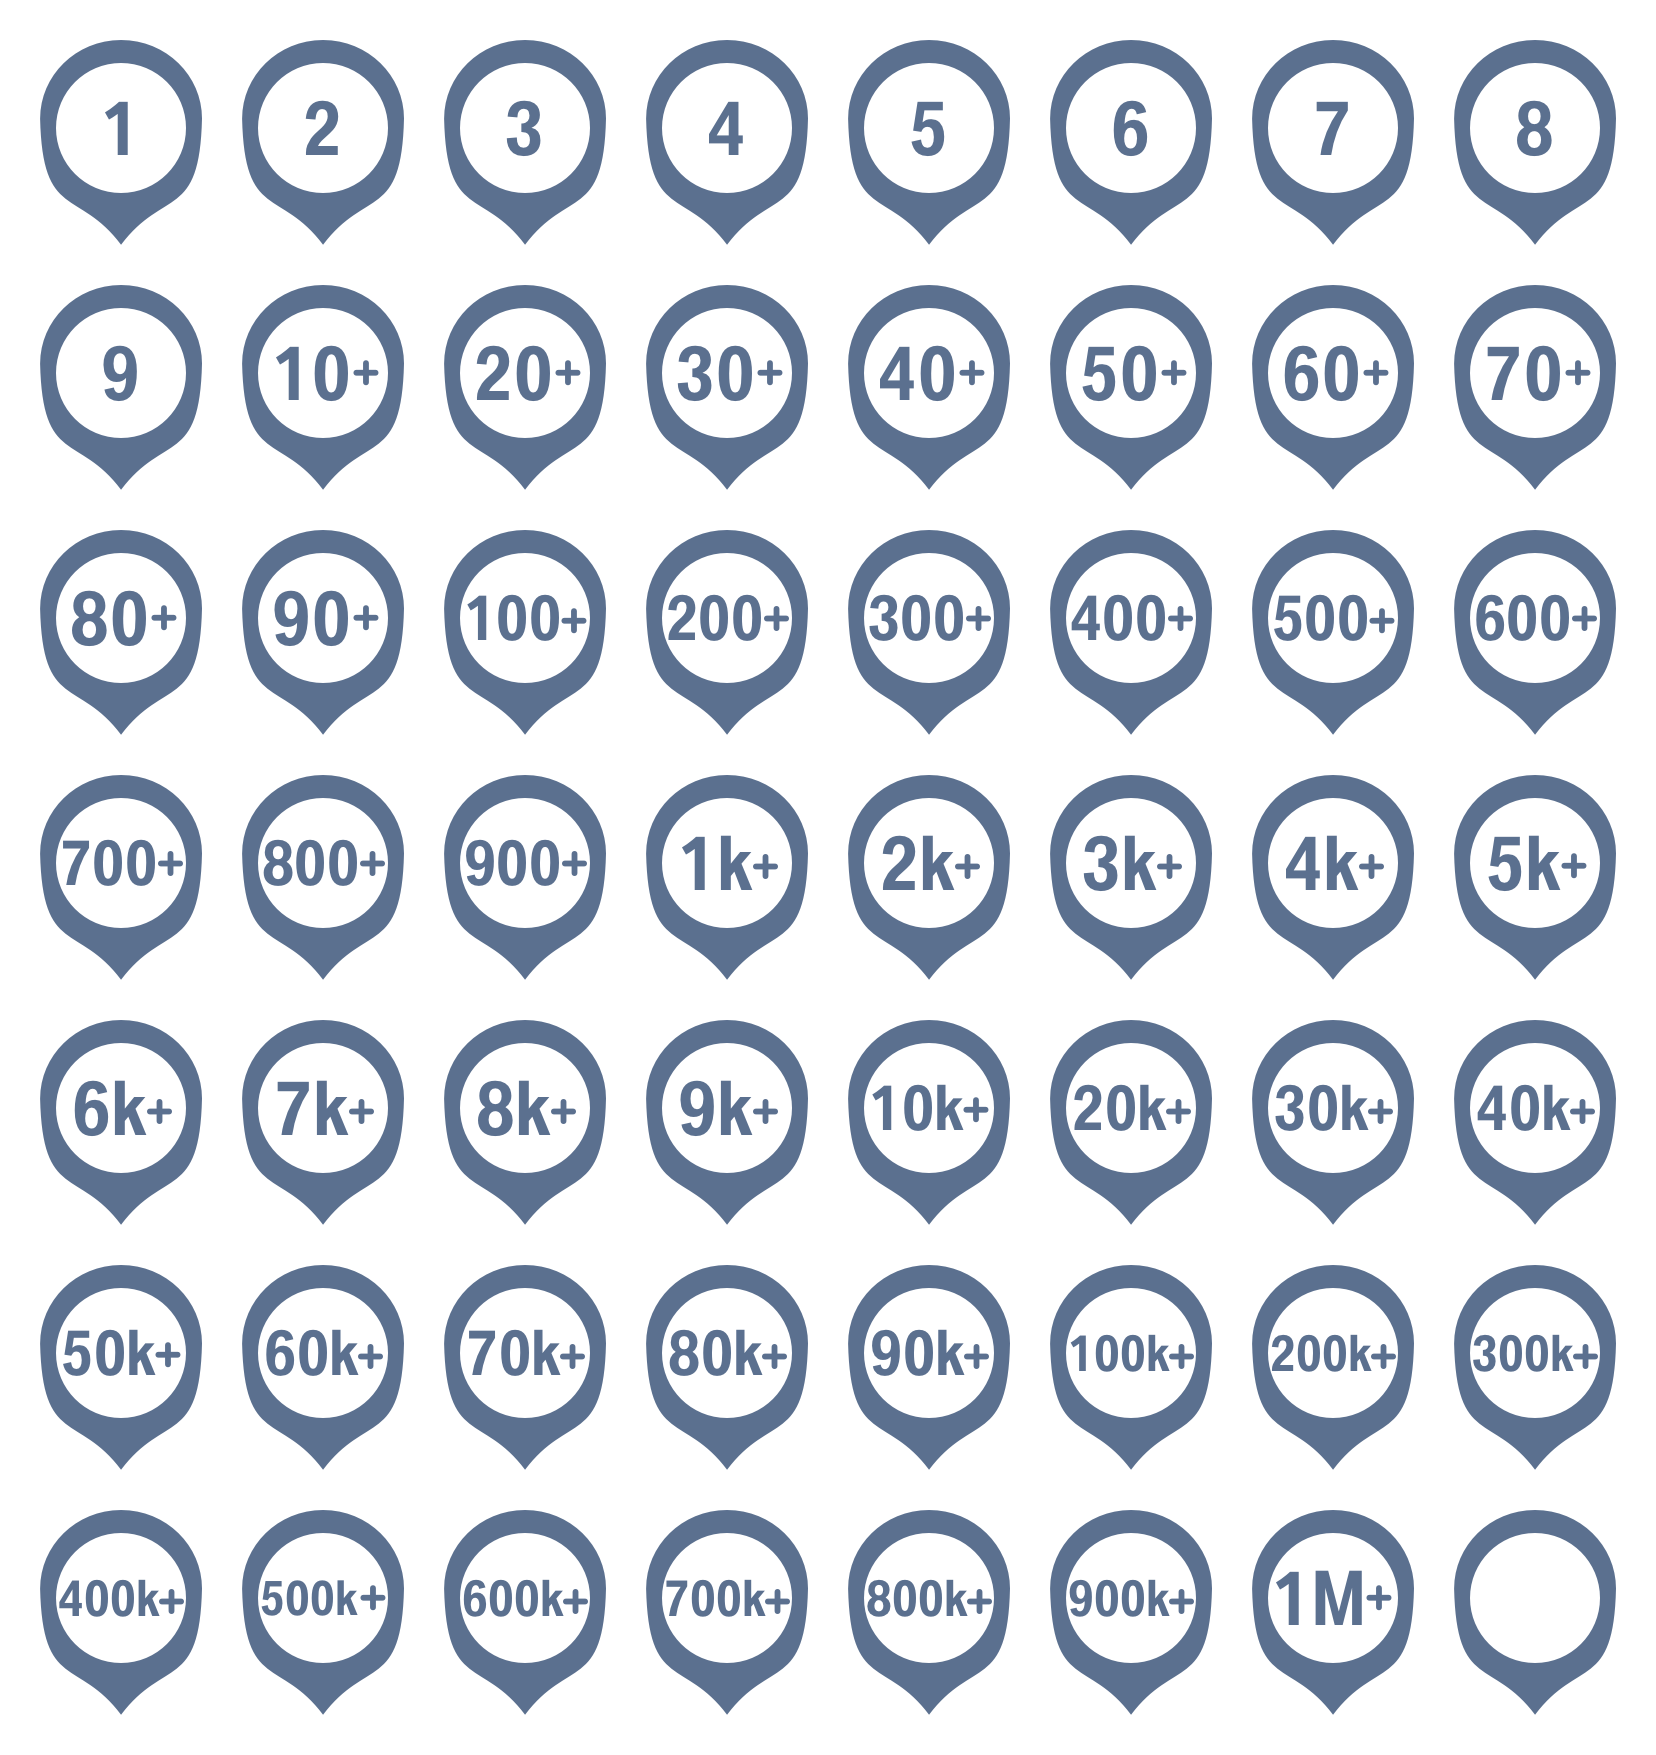 1 2 3 4 5 6 7 8
9 10+ 20+ 30+ 40+ 50+ 60+ 70+
80+ 90+ 100+ 200+ 300+ 400+ 500+ 600+
700+ 800+ 900+ 1k+ 2k+ 3k+ 4k+ 5k+
6k+ 7k+ 8k+ 9k+ 10k+ 20k+ 30k+ 40k+
50k+ 60k+ 70k+ 80k+ 90k+ 100k+ 200k+ 300k+
400k+ 500k+ 600k+ 700k+ 800k+ 900k+ 1M+